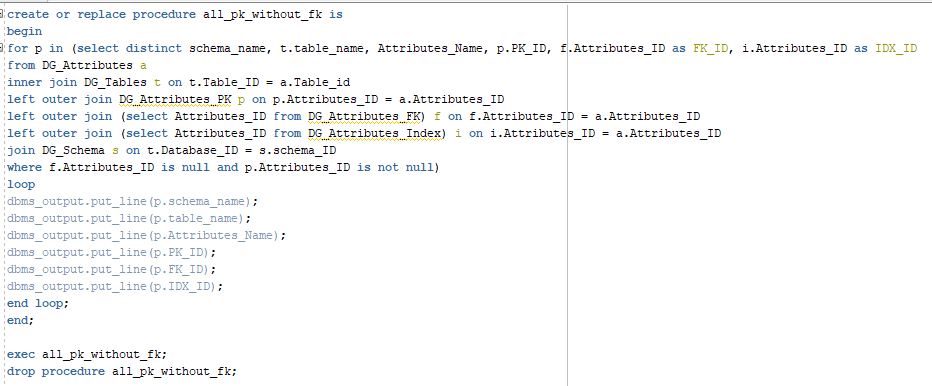 create or replace procedure all_pk_without_fk is
begin
for p in (select distinct schema_name, t.table_name, Attributes_Name, p.PK_ID, f.Attributes_ID as FK_ID, i.Attributes_ID as IDX_ID
from DG_Attributes a
inner join DG_Tables t on t.Table_ID = a.Table_id
left outer join DG_Attributes_PK p on p.Attributes_ID = a.Attributes_ID
left outer join (select Attributes_ID from DG_Attributes_FK) f on f.Attributes_ID = a.Attributes_ID
left outer join (select Attributes_ID from DG_Attributes_Index) i on i.Attributes_ID = a.Attributes_ID
join DG_Schema s on t.Database_ID = s.schema_ID
where f.Attributes_ID is null and p.Attributes_ID is not null)
loop
dbms_output.put_line(p.schema_name);
dbms_output.put_line(p.table_name);
dbms_output.put_line(p.Attributes_Name);
dbms_output.put_line(p.PK_ID);
dbms_output.put_line(p.FK_ID);
dbms_output.put_line(p.IDX_ID);
end loop;
end;
exec all_pk_without_fk;
drop procedure all_pk_without_fk;